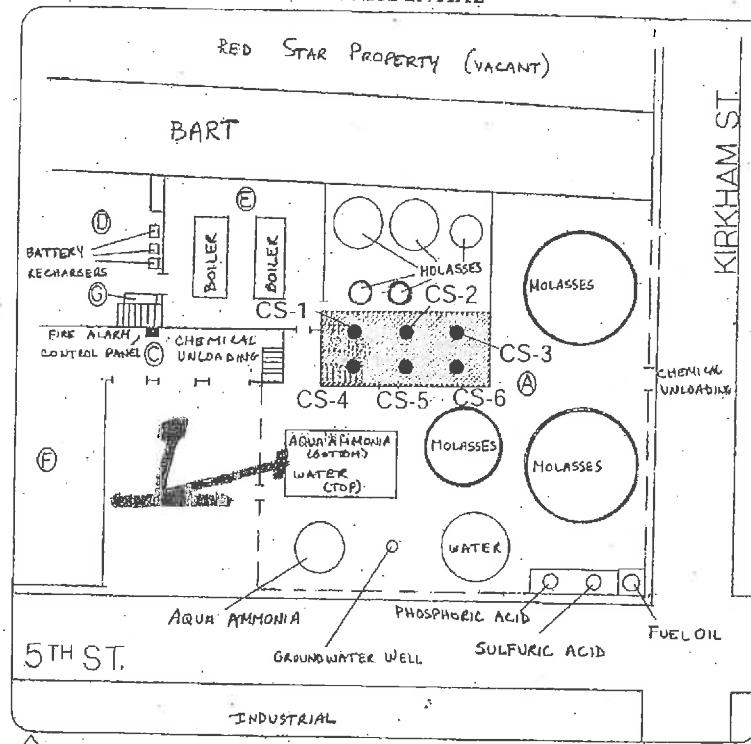 RED STAR PROPERTY (VACANT)
KIRKHAM ST.
BART
E
D
BATTERY
RECHARGERS
BOILER
BOILER
MOLASSES
MOLASSES
G
CS-1
CS-2
FIRE ALARM
CONTROL PANEL
C
CHEMICAL
UNLOADING
CS-3
A
CHEMICAL
UNLOADING
CS-4
CS-5
CS-6
F
AQUA AMMONIA
(BOTTOM)
WATER
(TOP)
MOLASSES
MOLASSES
WATER
AQUA AMMONIA
PHOSPHORIC ACID
SULFURIC ACID
FUEL OIL
GROUNDWATER WELL
5TH ST.
INDUSTRIAL